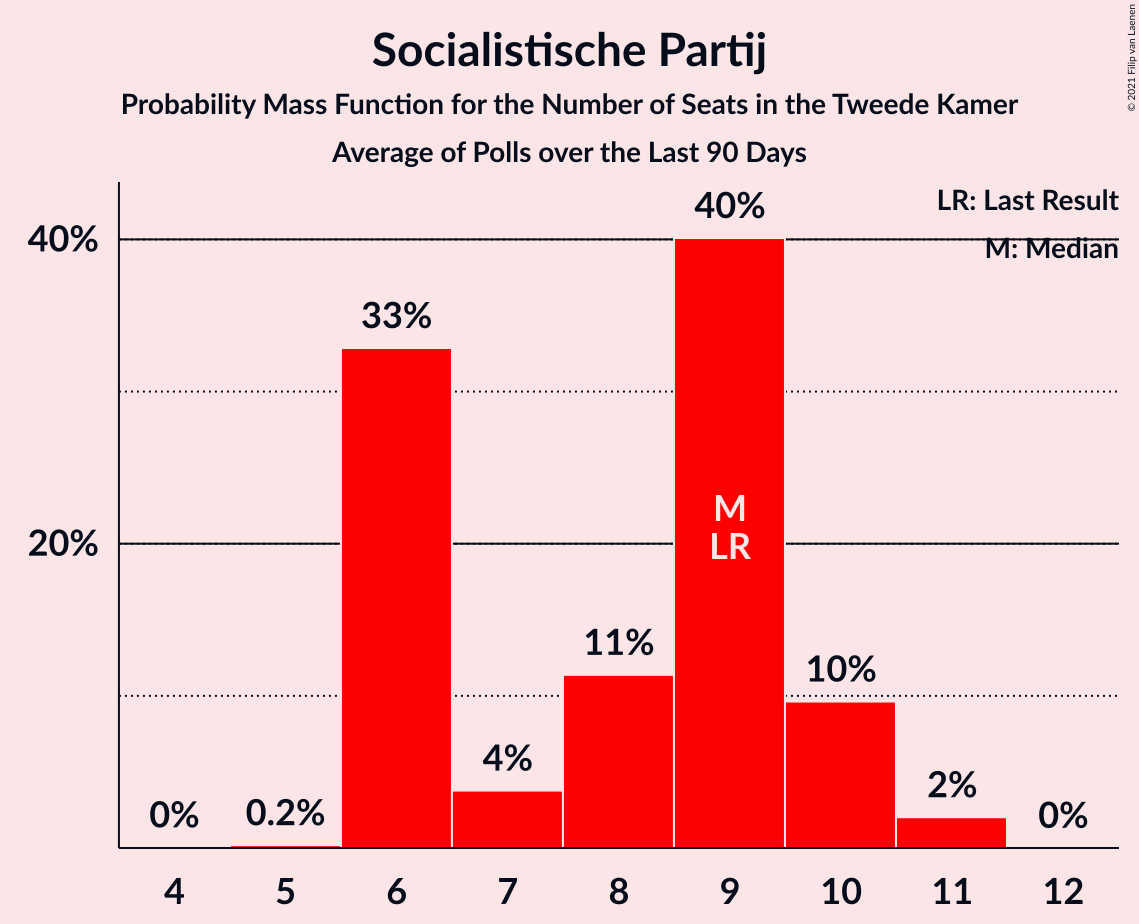 Socialistische Partij
Probability Mass Function for the Number of Seats in the Tweede Kamer
Average of Polls over the Last 90 Days
© 2021 Filip van Laenen
LR: Last Result
M: Median
40%
20%
0%
0.2%
33%
4%
11%
40%
10%
2%
0%
M
LR
4 5 6 7 8 9 10 11 12